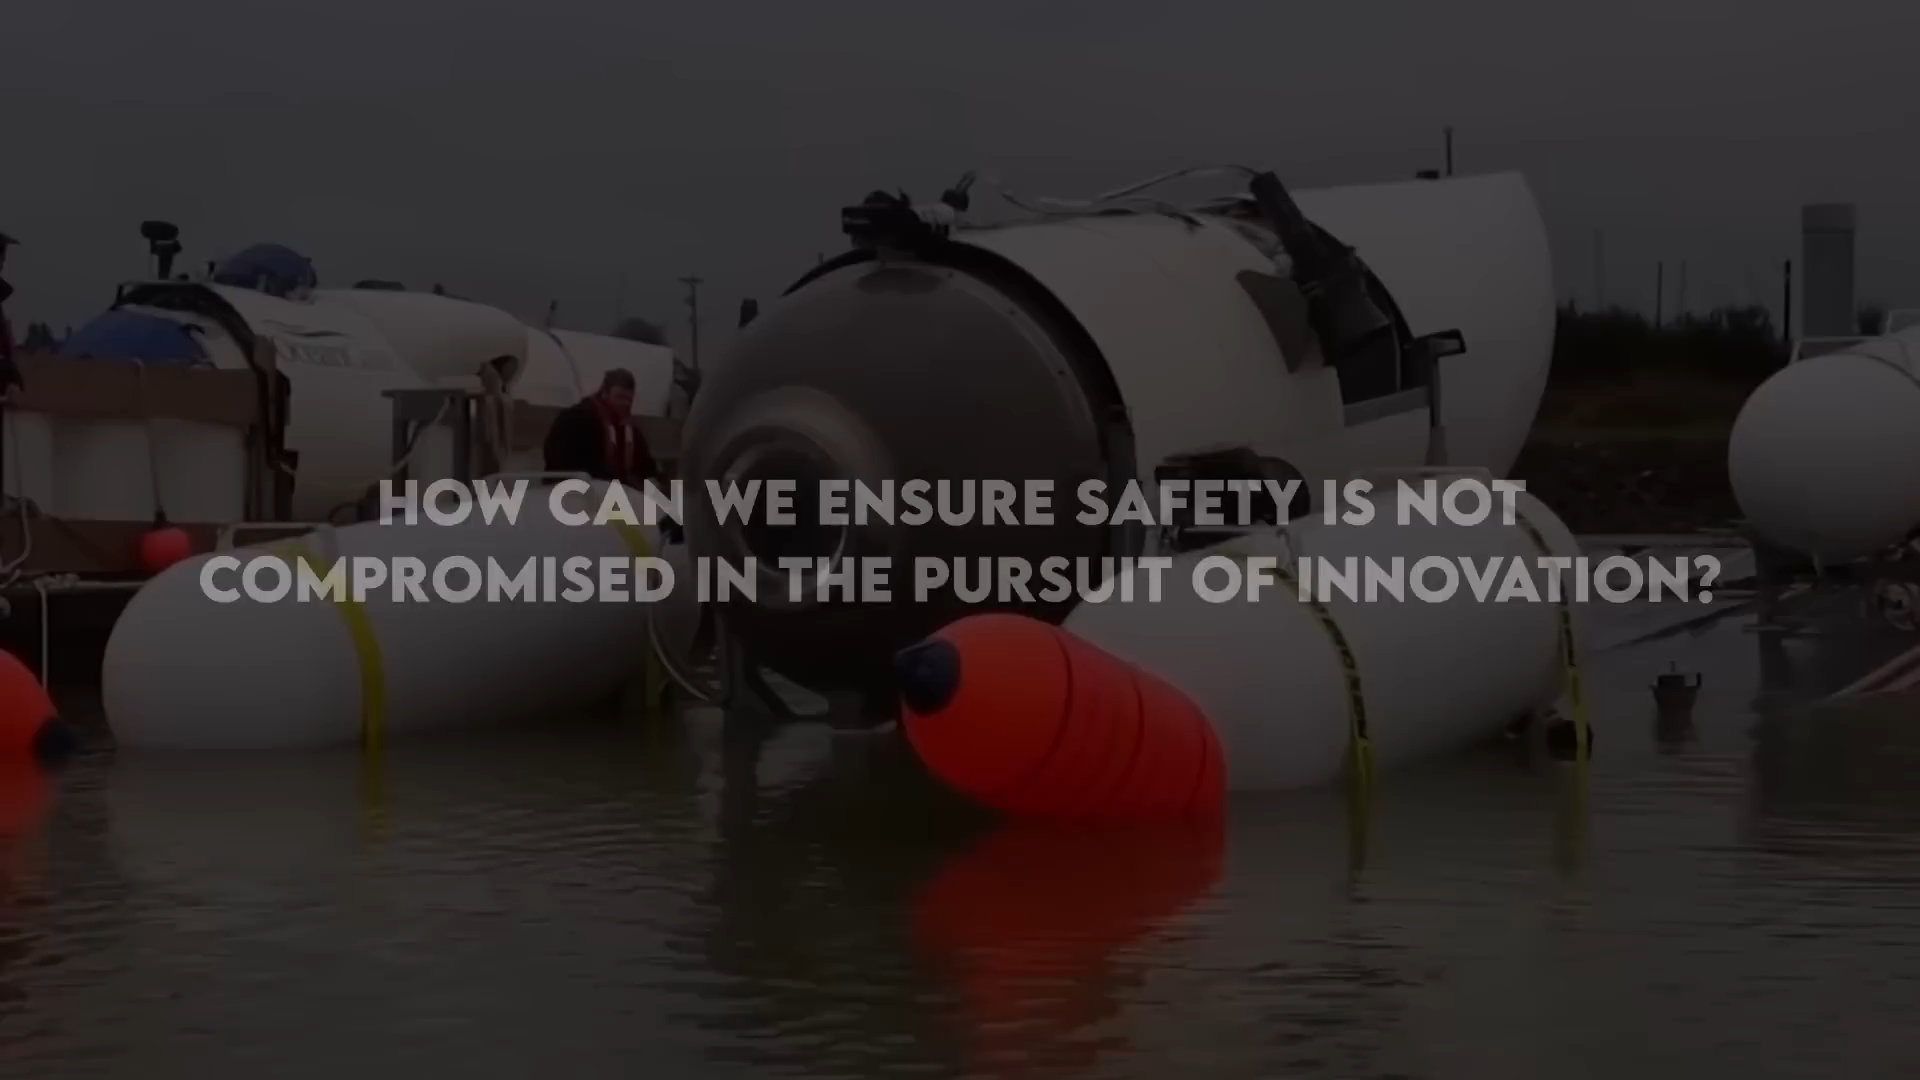 HOW CAN WE ENSURE SAFETY IS NOT
COMPROMISED IN THE PURSUIT OF INNOVATION?